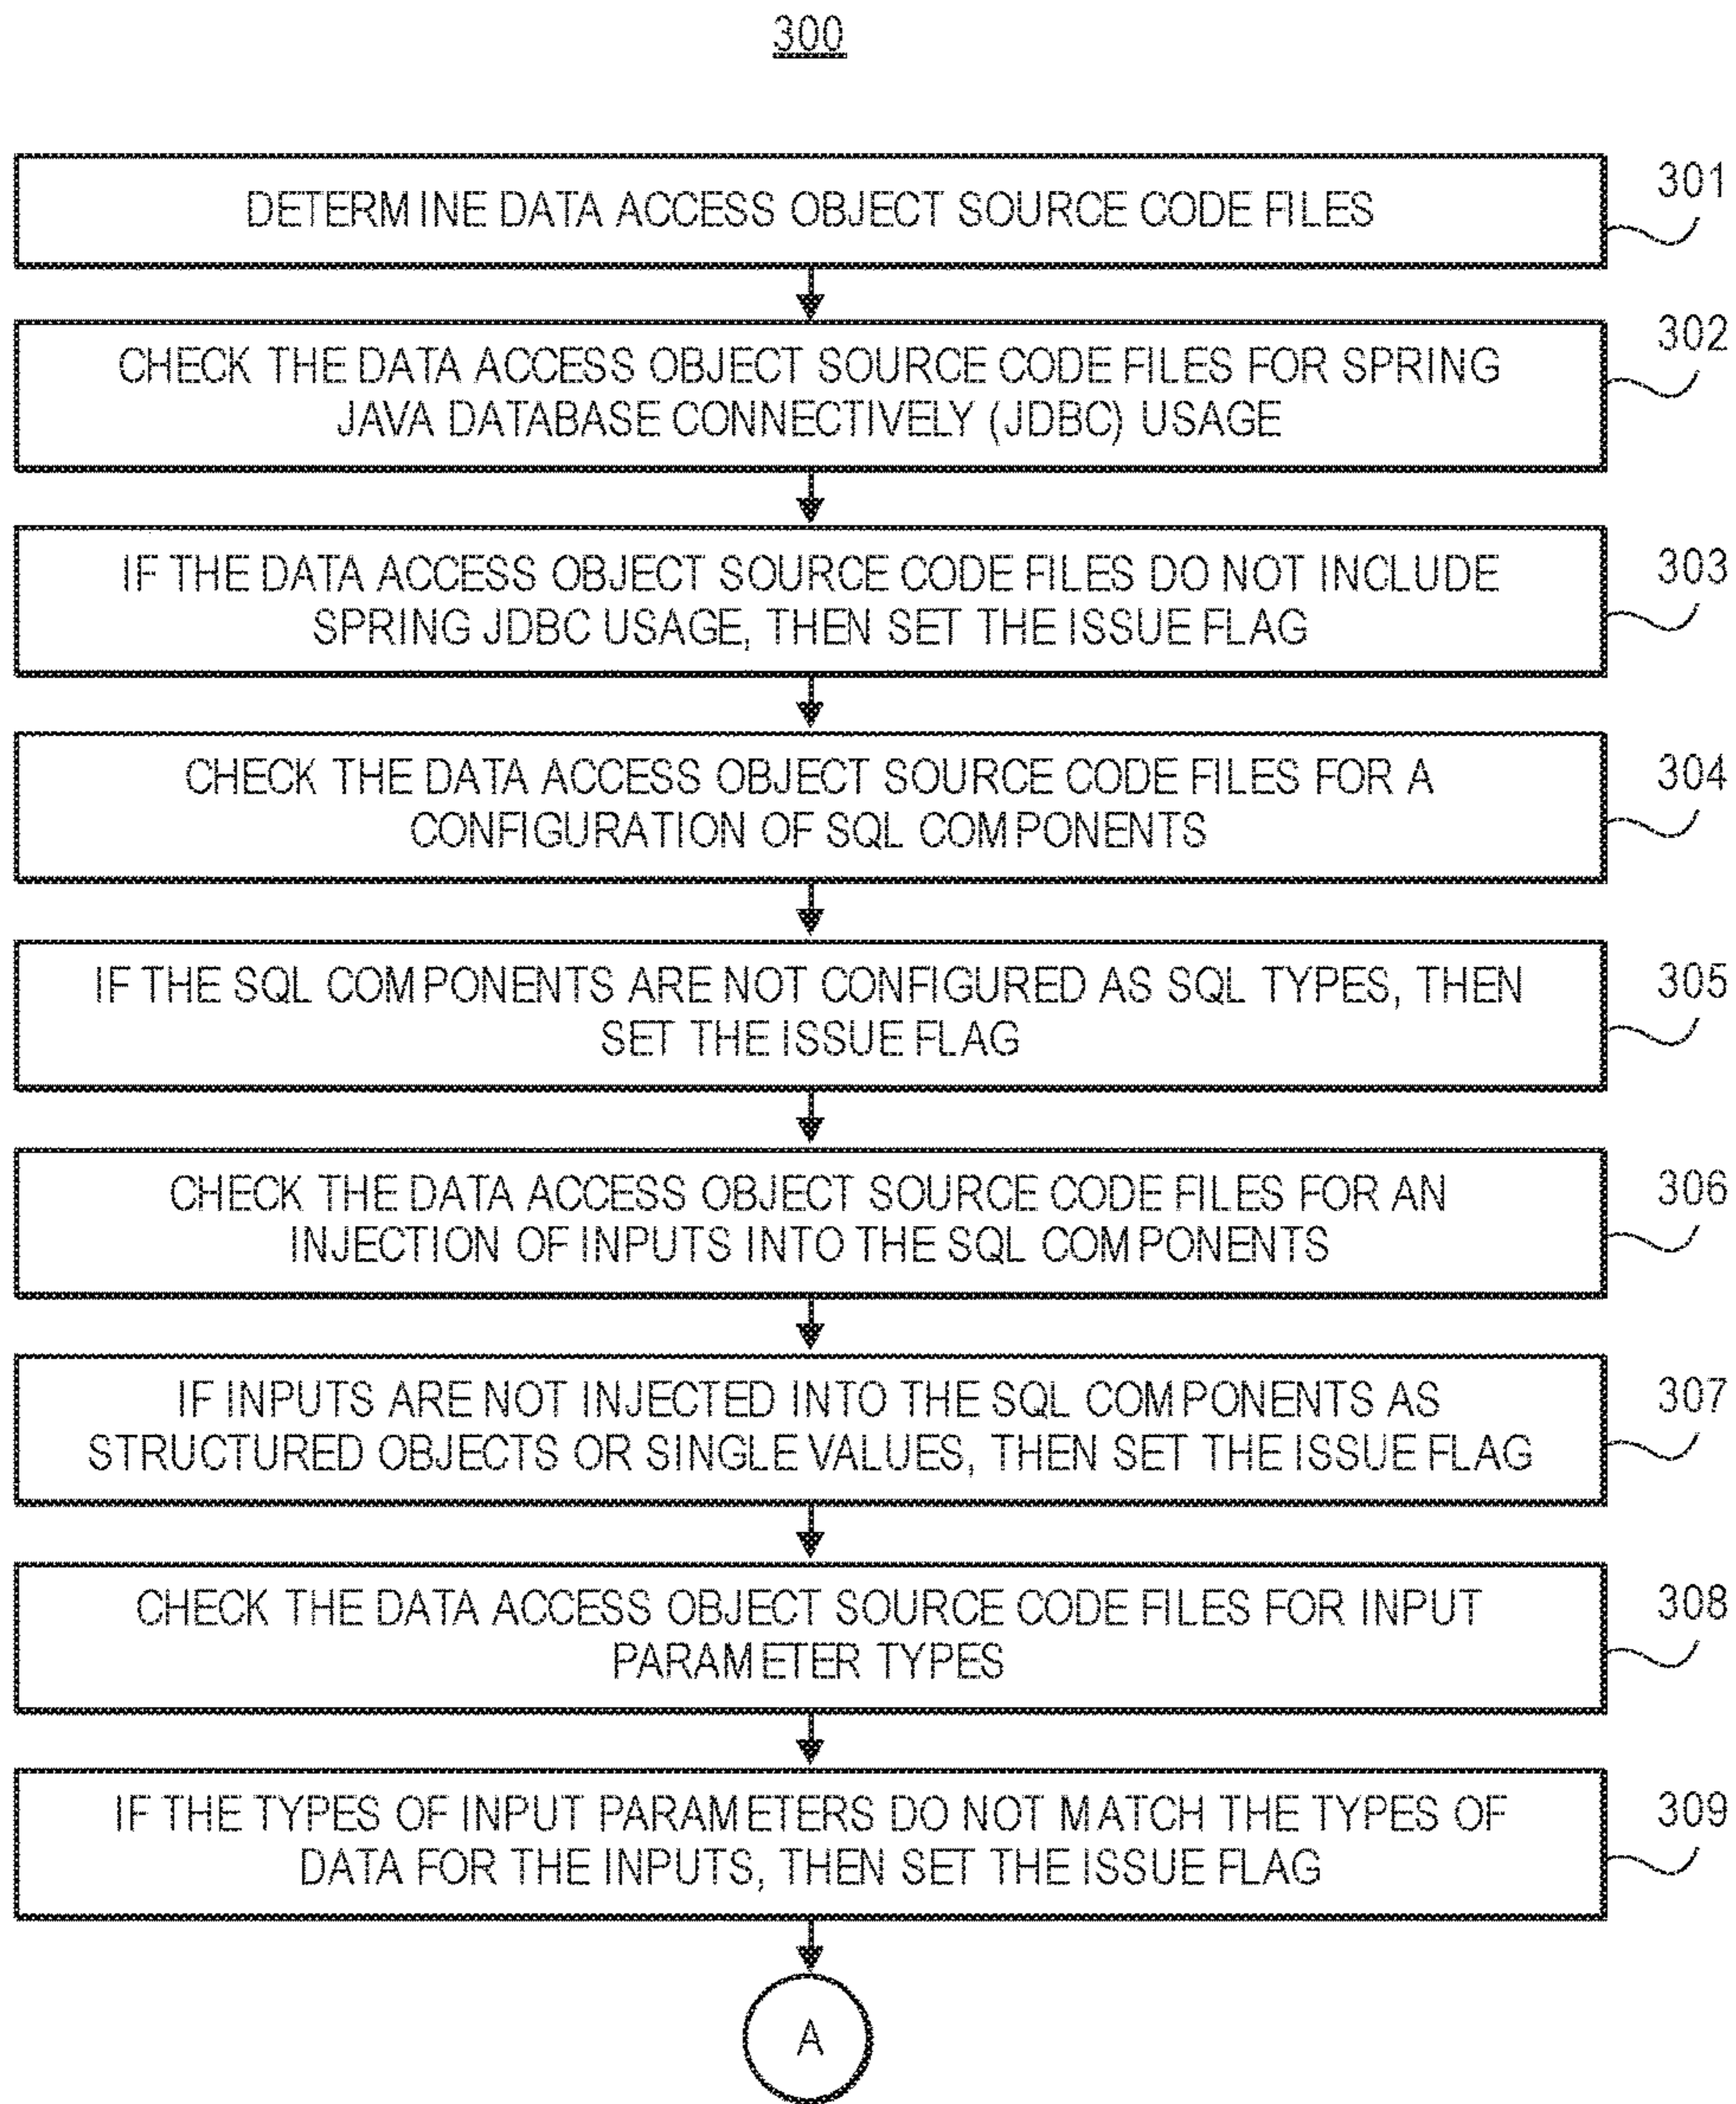 300
DETERMINE DATA ACCESS OBJECT SOURCE CODE FILES
301
CHECK THE DATA ACCESS OBJECT SOURCE CODE FILES FOR SPRING
JAVA DATABASE CONNECTIVELY (JDBC) USAGE
302
IF THE DATA ACCESS OBJECT SOURCE CODE FILES DO NOT INCLUDE
SPRING JDBC USAGE, THEN SET THE ISSUE FLAG
303
CHECK THE DATA ACCESS OBJECT SOURCE CODE FILES FOR A
CONFIGURATION OF SQL COMPONENTS
304
IF THE SQL COMPONENTS ARE NOT CONFIGURED AS SQL TYPES, THEN
SET THE ISSUE FLAG
305
CHECK THE DATA ACCESS OBJECT SOURCE CODE FILES FOR AN
INJECTION OF INPUTS INTO THE SQL COMPONENTS
306
IF INPUTS ARE NOT INJECTED INTO THE SQL COMPONENTS AS
STRUCTURED OBJECTS OR SINGLE VALUES, THEN SET THE ISSUE FLAG
307
CHECK THE DATA ACCESS OBJECT SOURCE CODE FILES FOR INPUT
PARAMETER TYPES
308
IF THE TYPES OF INPUT PARAMETERS DO NOT MATCH THE TYPES OF
DATA FOR THE INPUTS, THEN SET THE ISSUE FLAG
309
A